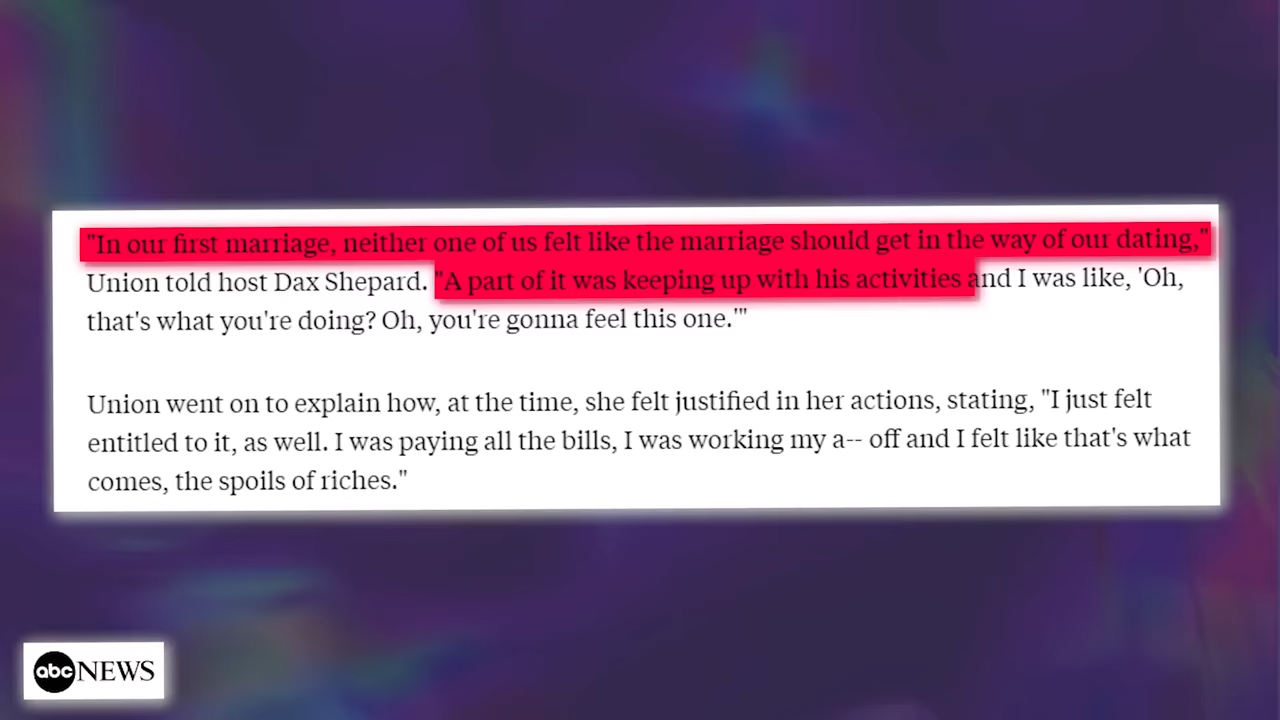 "In our first marriage, neither one of us felt like the marriage should get in the way of our dating,"
Union told host Dax Shepard. "A part of it was keeping up with his activities and I was like, 'Oh,
that's what you're doing? Oh, you're gonna feel this one.'"
Union went on to explain how, at the time, she felt justified in her actions, stating, "I just felt
entitled to it, as well. I was paying all the bills, I was working my a-- off and I felt like that's what
comes, the spoils of riches."
abc NEWS